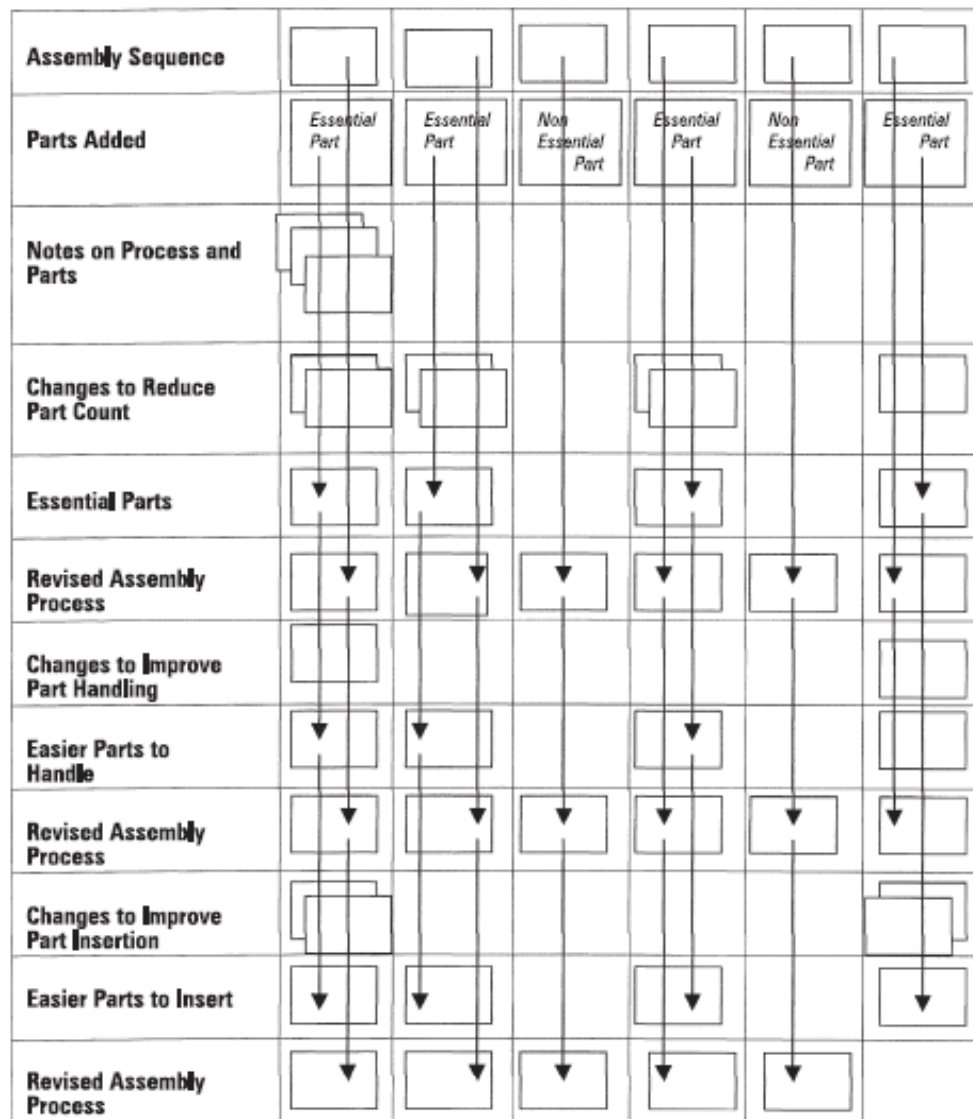 Assembly Sequence
Parts Added
Essential
Part
Essential
Part
Non
Essential
Part
Essential
Part
Non
Essential
Part
Essential
Part
Notes on Process and
Parts
Changes to Reduce
Part Count
Essential Parts
Revised Assembly
Process
Changes to Improve
Part Handling
Easier Parts to
Handle
Revised Assembly
Process
Changes to Improve
Part Insertion
Easier Parts to Insert
Revised Assembly
Process